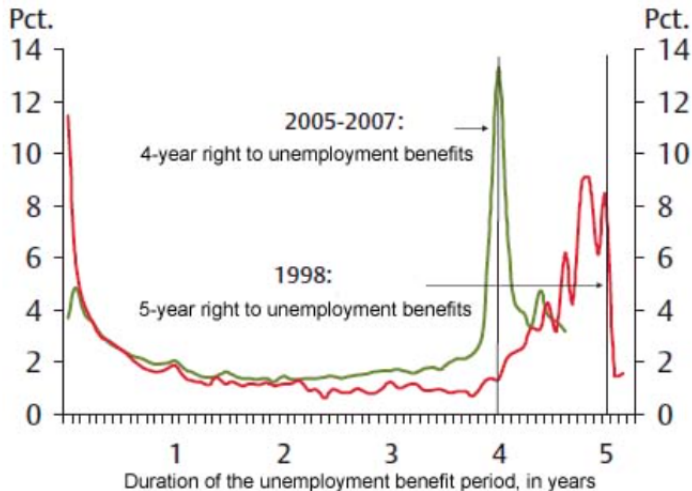 Pct. Pct.
14 14
12 12
2005-2007:
4-year right to unemployment benefits
10 10
8 8
6 6
1998:
5-year right to unemployment benefits
4 4
2 2
0 0
1 2 3 4 5
Duration of the unemployment benefit period, in years